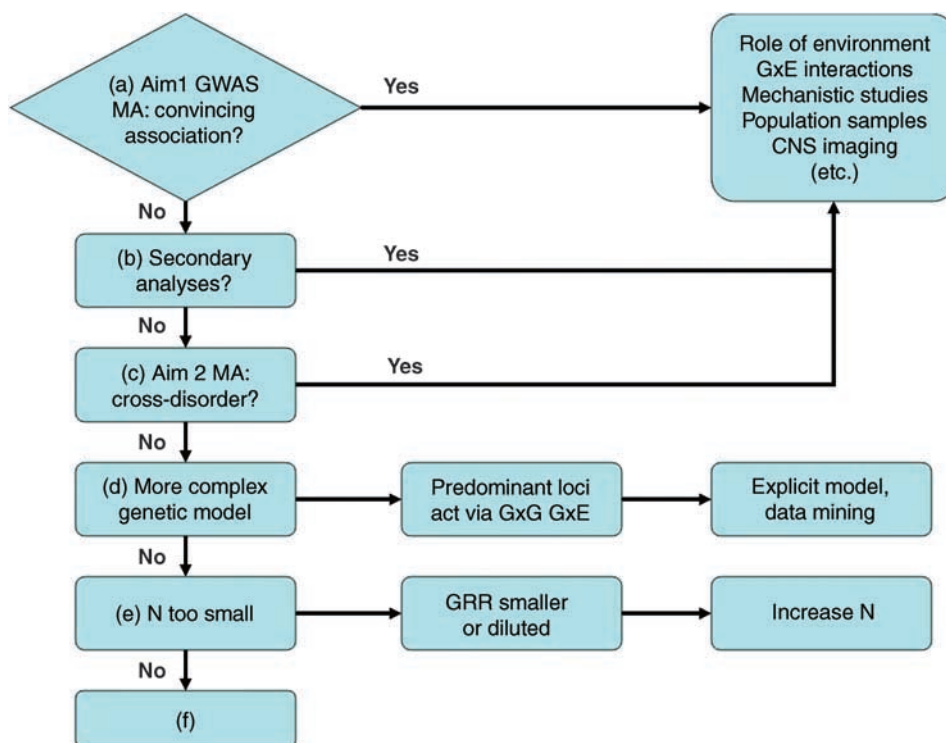 (a) Aim1 GWAS
MA: convincing
association?
Yes
Role of environment
GxE interactions
Mechanistic studies
Population samples
CNS imaging
(etc.)
No
(b) Secondary
analyses?
Yes
No
(c) Aim 2 MA:
cross-disorder?
Yes
No
(d) More complex
genetic model
Predominant loci
act via GxG GxE
Explicit model,
data mining
No
(e) N too small
GRR smaller
or diluted
Increase N
No
(f)